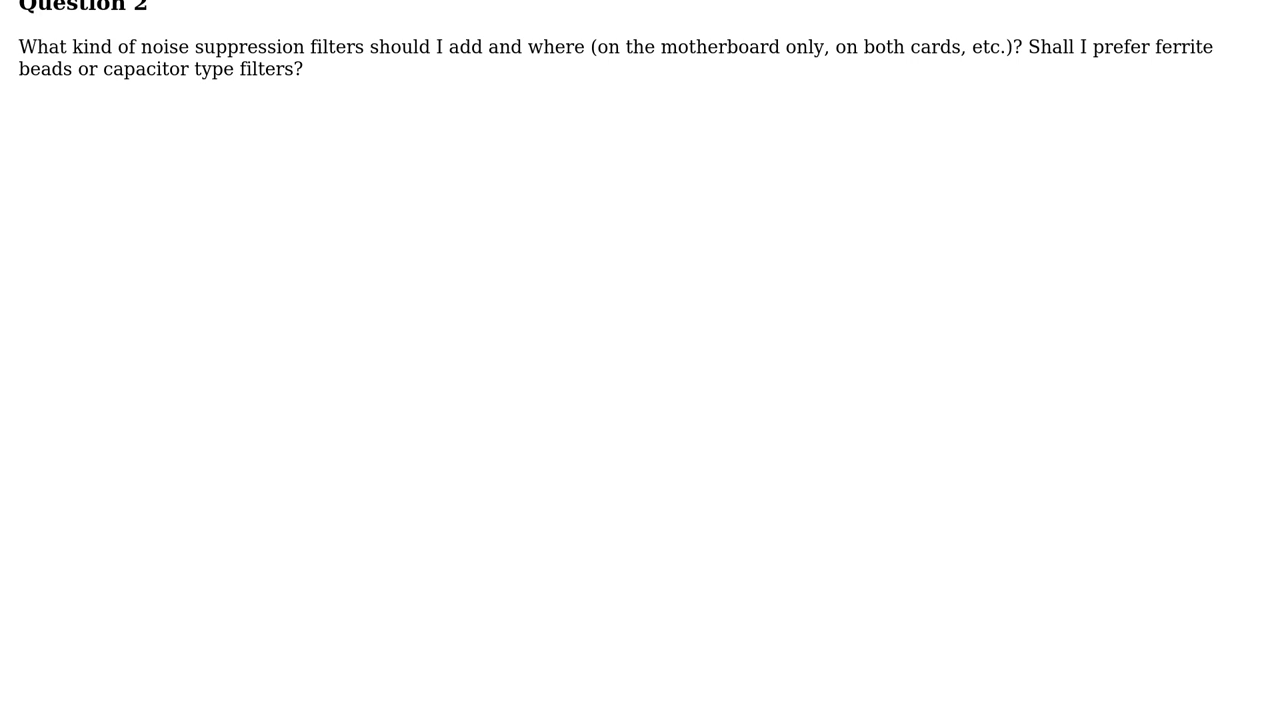 Question 2
What kind of noise suppression filters should I add and where (on the motherboard only, on both cards, etc.)? Shall I prefer ferrite
beads or capacitor type filters?